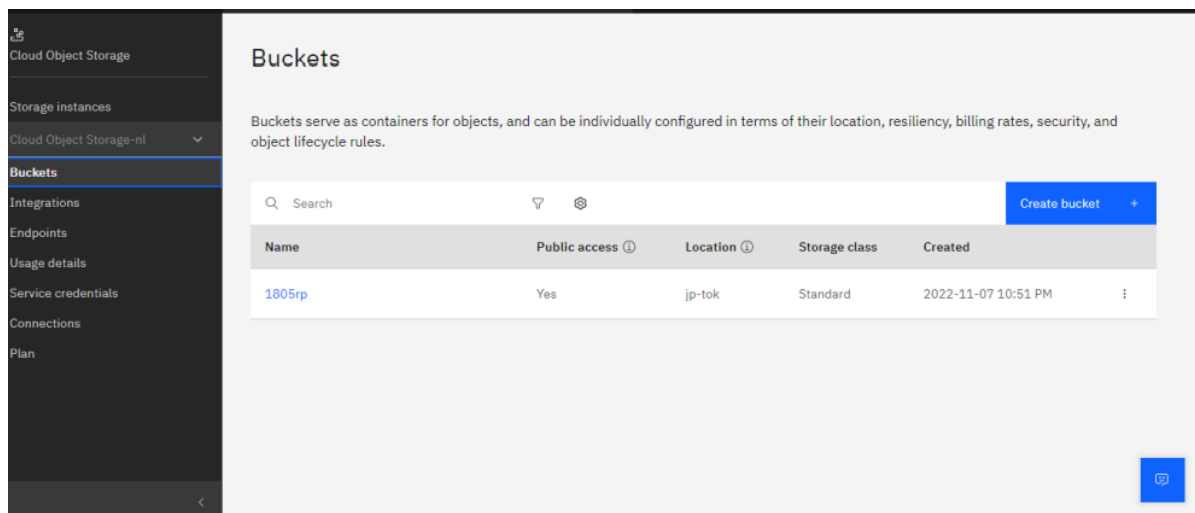 Cloud Object Storage
Storage instances
Cloud Object Storage-nl
Buckets
Integrations
Endpoints
Usage details
Service credentials
Connections
Plan
Buckets
Buckets serve as containers for objects, and can be individually configured in terms of their location, resiliency, billing rates, security, and
object lifecycle rules.
Search
Create bucket +
Name Public access Location Storage class Created
1805rp Yes jp-tok Standard 2022-11-07 10:51 PM